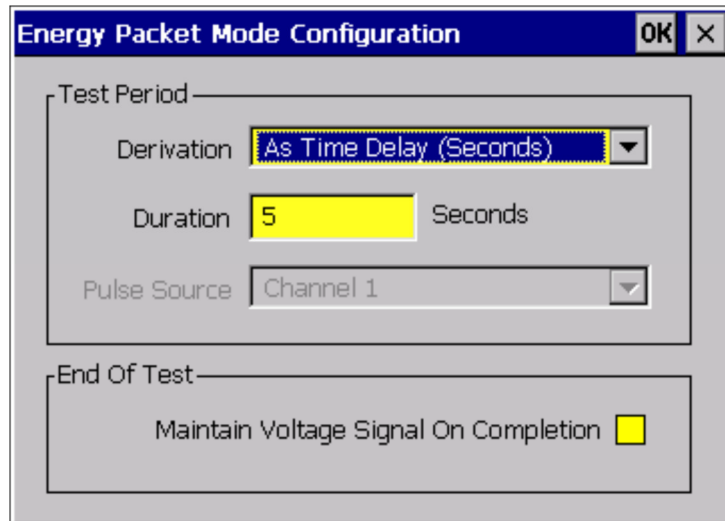 Energy Packet Mode Configuration OK ×
Test Period
Derivation As Time Delay (Seconds)
Duration 5 Seconds
Pulse Source Channel 1
End Of Test
Maintain Voltage Signal On Completion